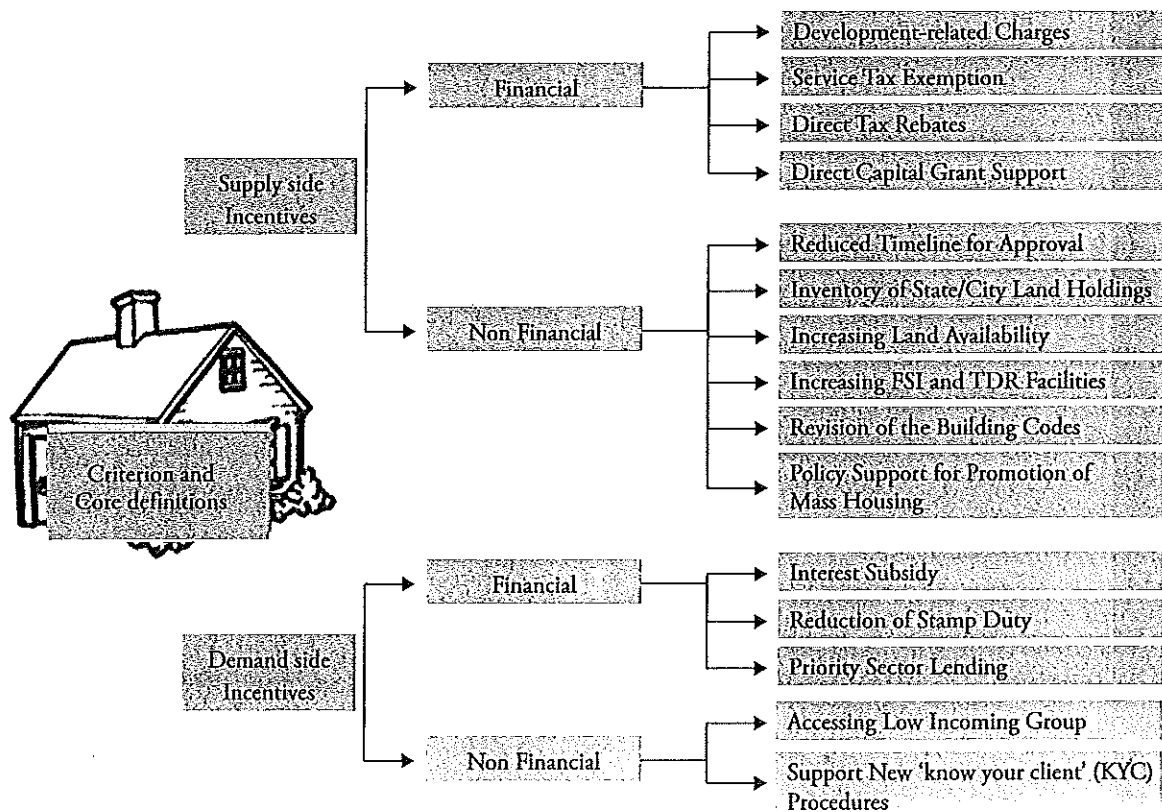 Criterion and
Core definitions
Supply side
Incentives
Financial
Development-related Charges
Service Tax Exemption
Direct Tax Rebates
Direct Capital Grant Support
Non Financial
Reduced Timeline for Approval
Inventory of State/City Land Holdings
Increasing Land Availability
Increasing FSI and TDR Facilities
Revision of the Building Codes
Policy Support for Promotion of
Mass Housing
Demand side
Incentives
Financial
Interest Subsidy
Reduction of Stamp Duty
Priority Sector Lending
Non Financial
Accessing Low Incoming Group
Support New ‘know your client’ (KYC)
Procedures